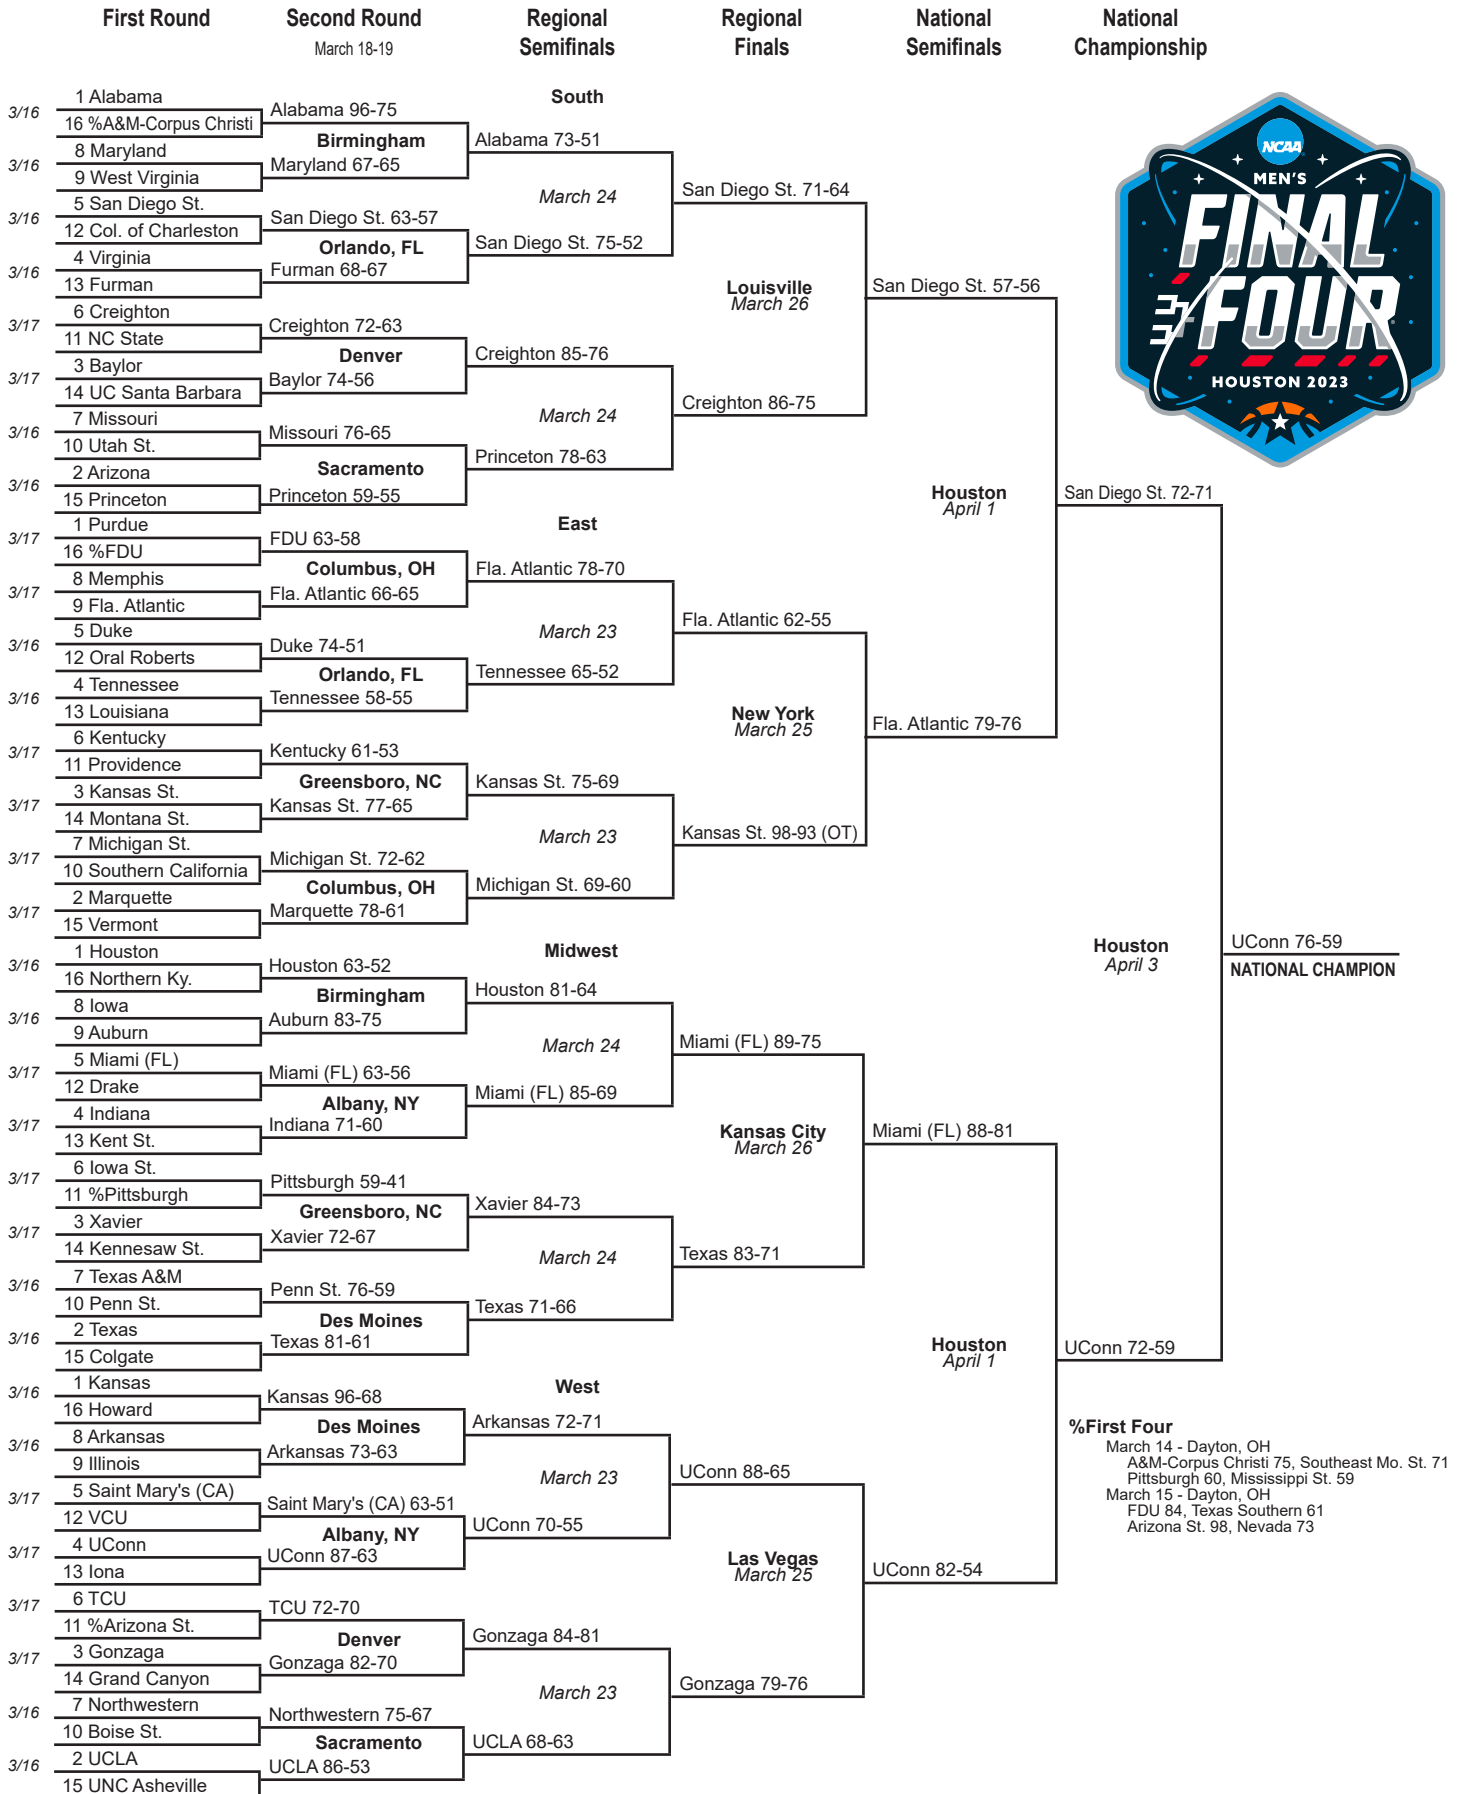 First Round
Second Round
March 18-19
Regional
Semifinals
Regional
Finals
National
Semifinals
National
Championship
South
3/16
1 Alabama
16 %A&M-Corpus Christi
Alabama 96-75
Birmingham
3/16
8 Maryland
9 West Virginia
Maryland 67-65
Alabama 73-51
March 24
3/16
5 San Diego St.
12 Col. of Charleston
San Diego St. 63-57
Orlando, FL
3/16
4 Virginia
13 Furman
Furman 68-67
San Diego St. 75-52
San Diego St. 71-64
Louisville
March 26
3/17
6 Creighton
11 NC State
Creighton 72-63
Denver
3/17
3 Baylor
14 UC Santa Barbara
Baylor 74-56
Creighton 85-76
March 24
3/16
7 Missouri
10 Utah St.
Missouri 76-65
Sacramento
3/16
2 Arizona
15 Princeton
Princeton 59-55
Princeton 78-63
Creighton 86-75
San Diego St. 57-56
Houston
April 1
San Diego St. 72-71
East
3/17
1 Purdue
16 %FDU
FDU 63-58
Columbus, OH
3/17
8 Memphis
9 Fla. Atlantic
Fla. Atlantic 66-65
Fla. Atlantic 78-70
March 23
3/16
5 Duke
12 Oral Roberts
Duke 74-51
Orlando, FL
3/16
4 Tennessee
13 Louisiana
Tennessee 58-55
Tennessee 65-52
Fla. Atlantic 62-55
New York
March 25
3/17
6 Kentucky
11 Providence
Kentucky 61-53
Greensboro, NC
3/17
3 Kansas St.
14 Montana St.
Kansas St. 77-65
Kansas St. 75-69
March 23
3/17
7 Michigan St.
10 Southern California
Michigan St. 72-62
Columbus, OH
3/17
2 Marquette
15 Vermont
Marquette 78-61
Michigan St. 69-60
Kansas St. 98-93 (OT)
Fla. Atlantic 79-76
Midwest
3/16
1 Houston
16 Northern Ky.
Houston 63-52
Birmingham
3/16
8 Iowa
9 Auburn
Auburn 83-75
Houston 81-64
March 24
3/17
5 Miami (FL)
12 Drake
Miami (FL) 63-56
Albany, NY
3/17
4 Indiana
13 Kent St.
Indiana 71-60
Miami (FL) 85-69
Miami (FL) 89-75
Kansas City
March 26
3/17
6 Iowa St.
11 %Pittsburgh
Pittsburgh 59-41
Greensboro, NC
3/17
3 Xavier
14 Kennesaw St.
Xavier 72-67
Xavier 84-73
March 24
3/16
7 Texas A&M
10 Penn St.
Penn St. 76-59
Des Moines
3/16
2 Texas
15 Colgate
Texas 81-61
Texas 71-66
Texas 83-71
Miami (FL) 88-81
Houston
April 1
UConn 72-59
Houston
April 3
UConn 76-59
NATIONAL CHAMPION
West
3/16
1 Kansas
16 Howard
Kansas 96-68
Des Moines
3/16
8 Arkansas
9 Illinois
Arkansas 73-63
Arkansas 72-71
March 23
3/17
5 Saint Mary's (CA)
12 VCU
Saint Mary's (CA) 63-51
Albany, NY
3/17
4 UConn
13 Iona
UConn 87-63
UConn 70-55
UConn 88-65
Las Vegas
March 25
3/17
6 TCU
11 %Arizona St.
TCU 72-70
Denver
3/17
3 Gonzaga
14 Grand Canyon
Gonzaga 82-70
Gonzaga 84-81
March 23
3/16
7 Northwestern
10 Boise St.
Northwestern 75-67
Sacramento
3/16
2 UCLA
15 UNC Asheville
UCLA 86-53
UCLA 68-63
Gonzaga 79-76
UConn 82-54
%First Four
March 14 - Dayton, OH
A&M-Corpus Christi 75, Southeast Mo. St. 71
Pittsburgh 60, Mississippi St. 59
March 15 - Dayton, OH
FDU 84, Texas Southern 61
Arizona St. 98, Nevada 73
NCAA
MEN'S
FINAL
FOUR
HOUSTON 2023